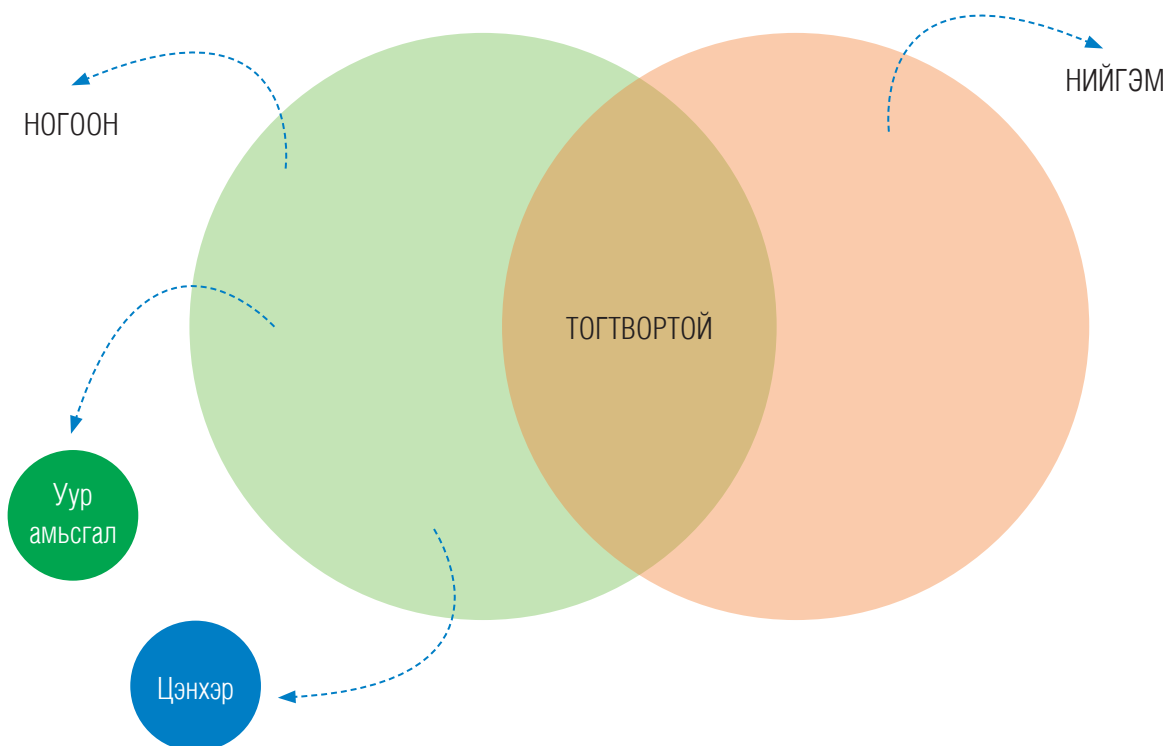 НИЙГЭМ
НОГООН
ТОГТВОРТОЙ
Уур
амьсгал
Цэнхэр